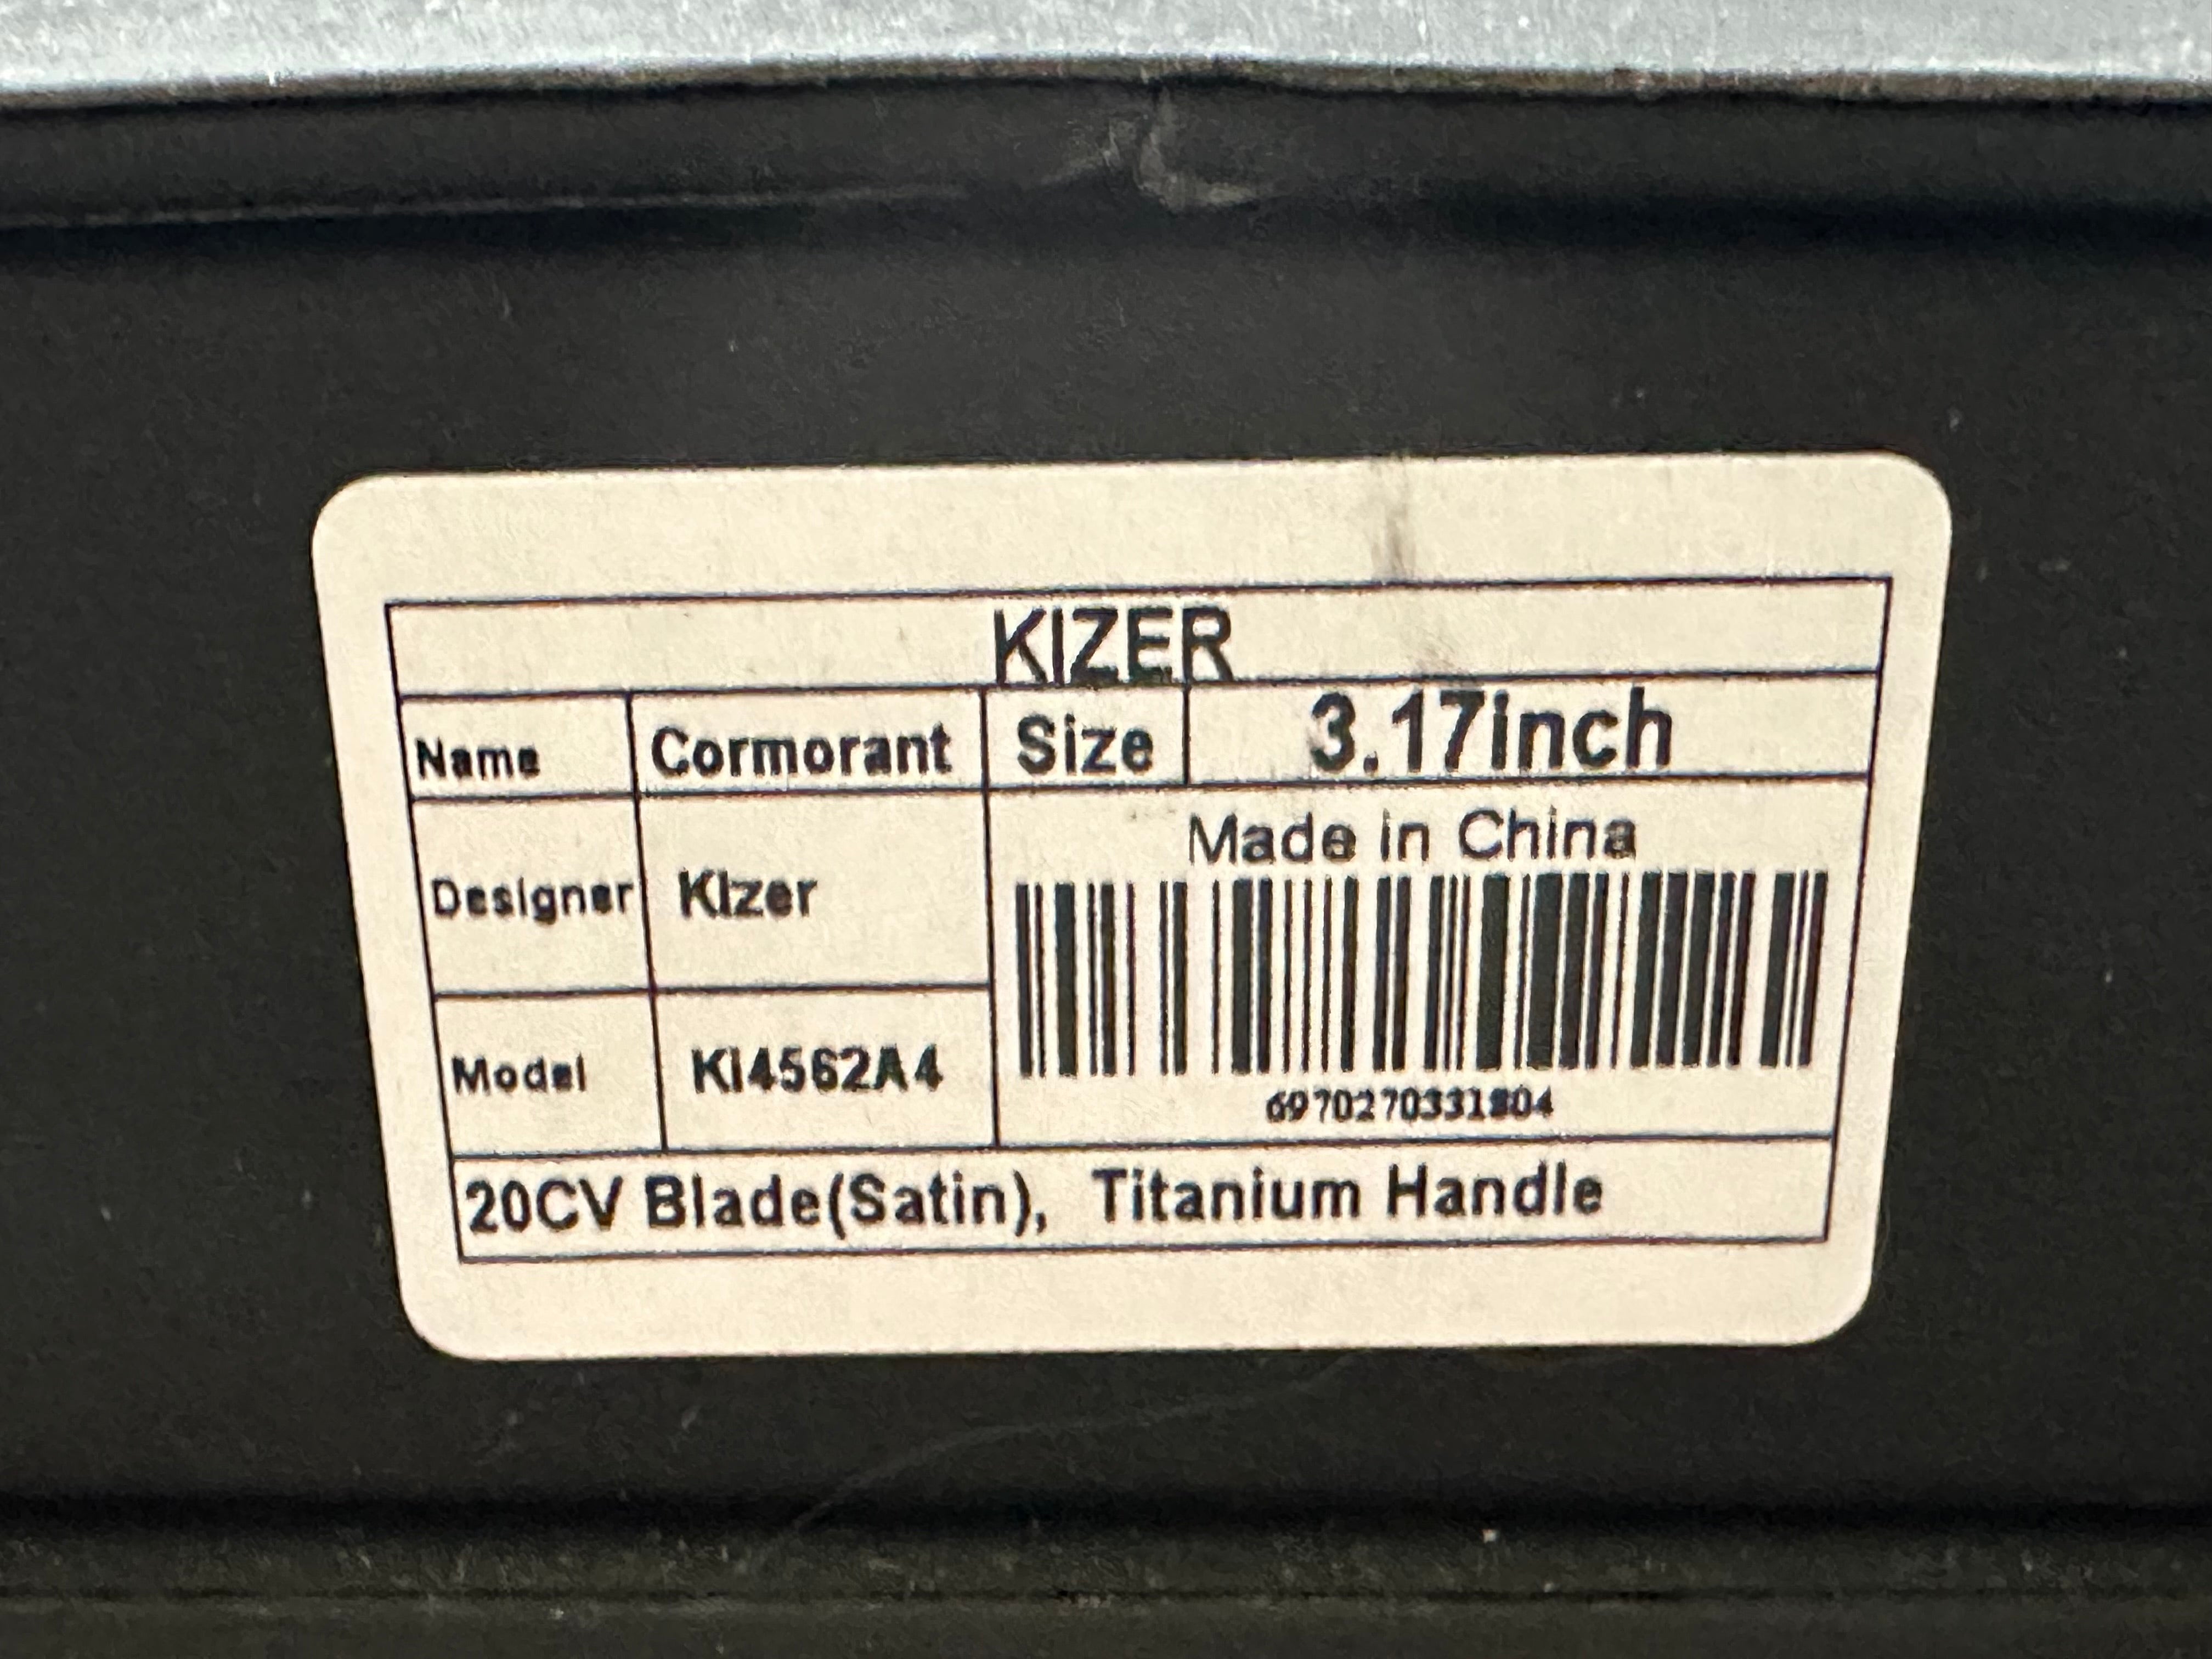 KIZER
Name Cormorant Size 3.17inch
Made in China
Designer Kizer
Model KI4562A4
6970270331804
20CV Blade(Satin), Titanium Handle